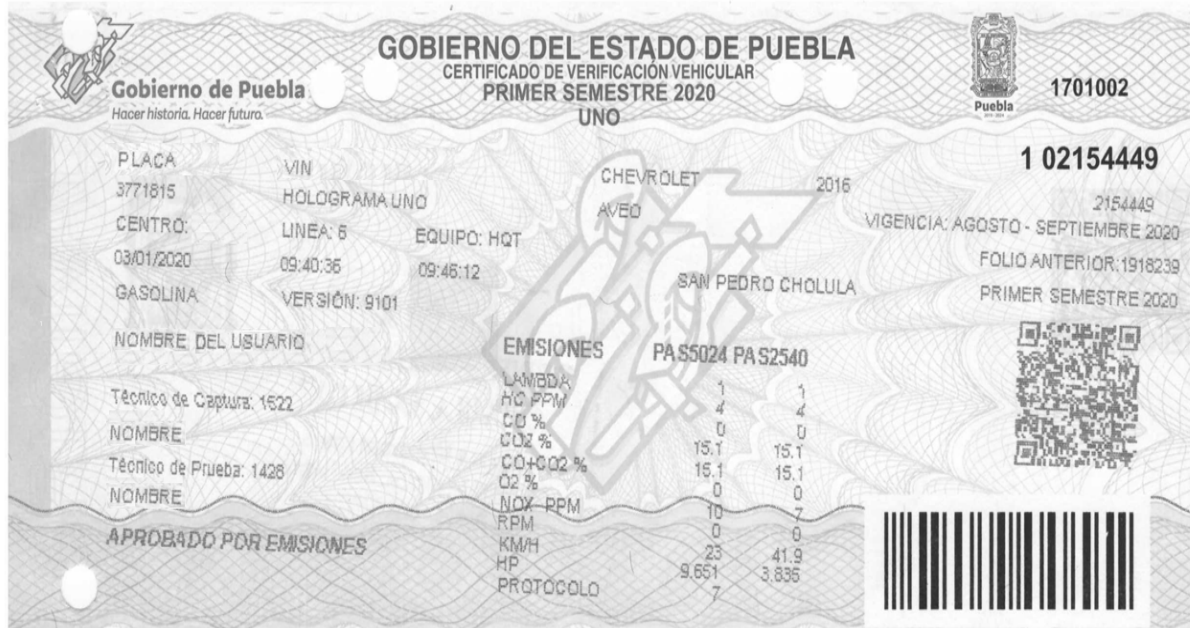 GOBIERNO DEL ESTADO DE PUEBLA
CERTIFICADO DE VERIFICACIÓN VEHICULAR
PRIMER SEMESTRE 2020
UNO
Gobierno de Puebla
Hacer historia. Hacer futuro.
Puebla
1701002
1 02154449
PLACA VIN CHEVROLET 2016
3771815 HOLOGRAMA UNO AVEO 2154449
CENTRO: LINEA: 6 EQUIPO: HQT VIGENCIA: AGOSTO - SEPTIEMBRE 2020
03/01/2020 09:40:36 09:46:12 SAN PEDRO CHOLULA FOLIO ANTERIOR:1918239
GASOLINA VERSIÓN: 9101 PRIMER SEMESTRE 2020
NOMBRE DEL USUARIO
EMISIONES PAS5024 PAS2540
LAMBDA 1 1
HC PPM 4 4
CO % 0 0
CO2 % 15.1 15.1
CO+CO2 % 15.1 15.1
O2 % 0 0
NOX PPM 10 7
RPM 0 0
KM/H 23 41.9
HP 9.651 3.835
PROTOCOLO 7
Técnico de Captura: 1522
NOMBRE
Técnico de Prueba: 1426
NOMBRE
APROBADO POR EMISIONES